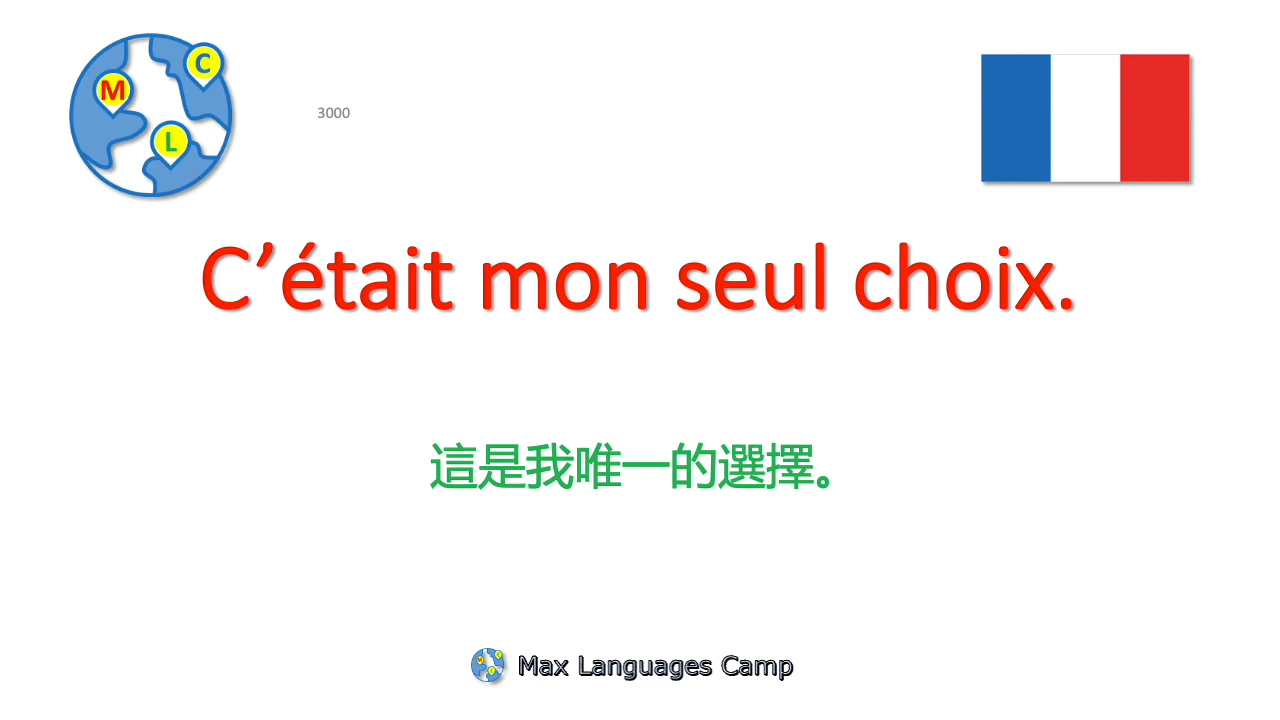 M
C
L
3000
C’était mon seul choix.
這是我唯一的選擇。
Max Languages Camp